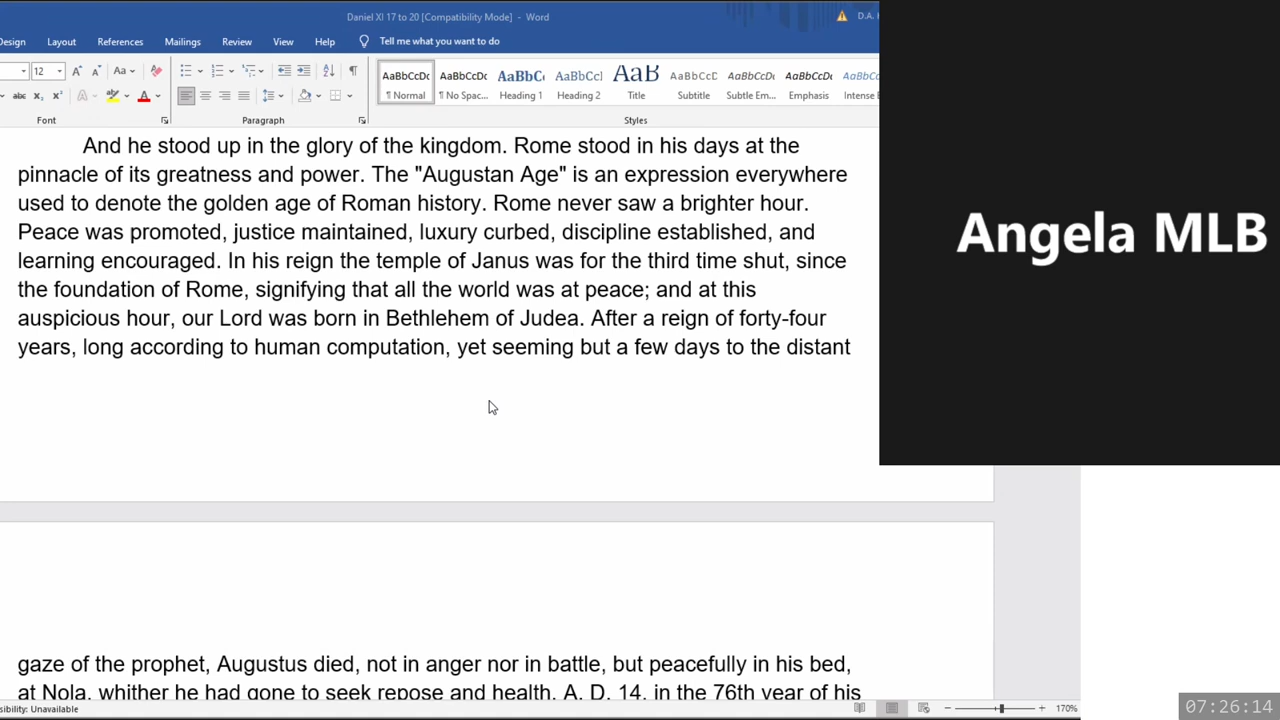 Daniel XI 17 to 20 [Compatibility Mode] - Word
D.A.
Design Layout References Mailings Review View Help Tell me what you want to do
12 Aa
AaBbCcDc AaBbCcDc AaBbC AaBbCcI AaB AaBbCcD AaBbCcDc AaBbCcDc AaBbCc
¶ Normal ¶ No Spac... Heading 1 Heading 2 Title Subtitle Subtle Em... Emphasis Intense E
abc x₂ x² A A
Font Paragraph Styles
And he stood up in the glory of the kingdom. Rome stood in his days at the
pinnacle of its greatness and power. The "Augustan Age" is an expression everywhere
used to denote the golden age of Roman history. Rome never saw a brighter hour.
Peace was promoted, justice maintained, luxury curbed, discipline established, and
learning encouraged. In his reign the temple of Janus was for the third time shut, since
the foundation of Rome, signifying that all the world was at peace; and at this
auspicious hour, our Lord was born in Bethlehem of Judea. After a reign of forty-four
years, long according to human computation, yet seeming but a few days to the distant
Angela MLB
gaze of the prophet, Augustus died, not in anger nor in battle, but peacefully in his bed,
at Nola, whither he had gone to seek repose and health, A. D. 14, in the 76th year of his
sibility: Unavailable
170%
07:26:14